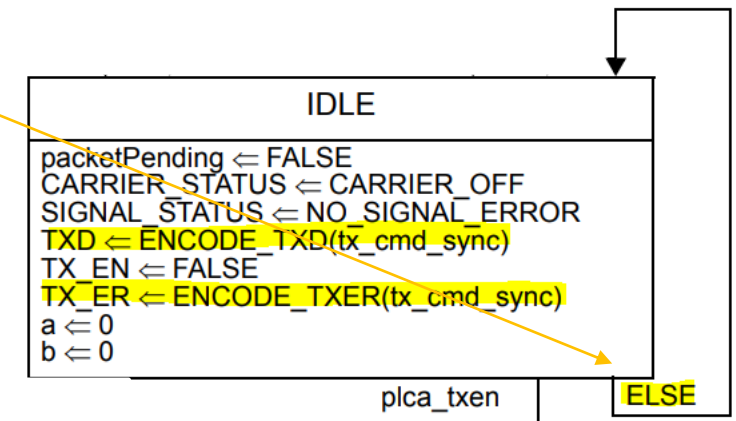 IDLE
packetPending ⇐ FALSE
CARRIER_STATUS ⇐ CARRIER_OFF
SIGNAL_STATUS ⇐ NO_SIGNAL_ERROR
TXD ⇐ ENCODE_TXD(tx_cmd_sync)
TX_EN ⇐ FALSE
TX_ER ⇐ ENCODE_TXER(tx_cmd_sync)
a ⇐ 0
b ⇐ 0
plca_txen ELSE